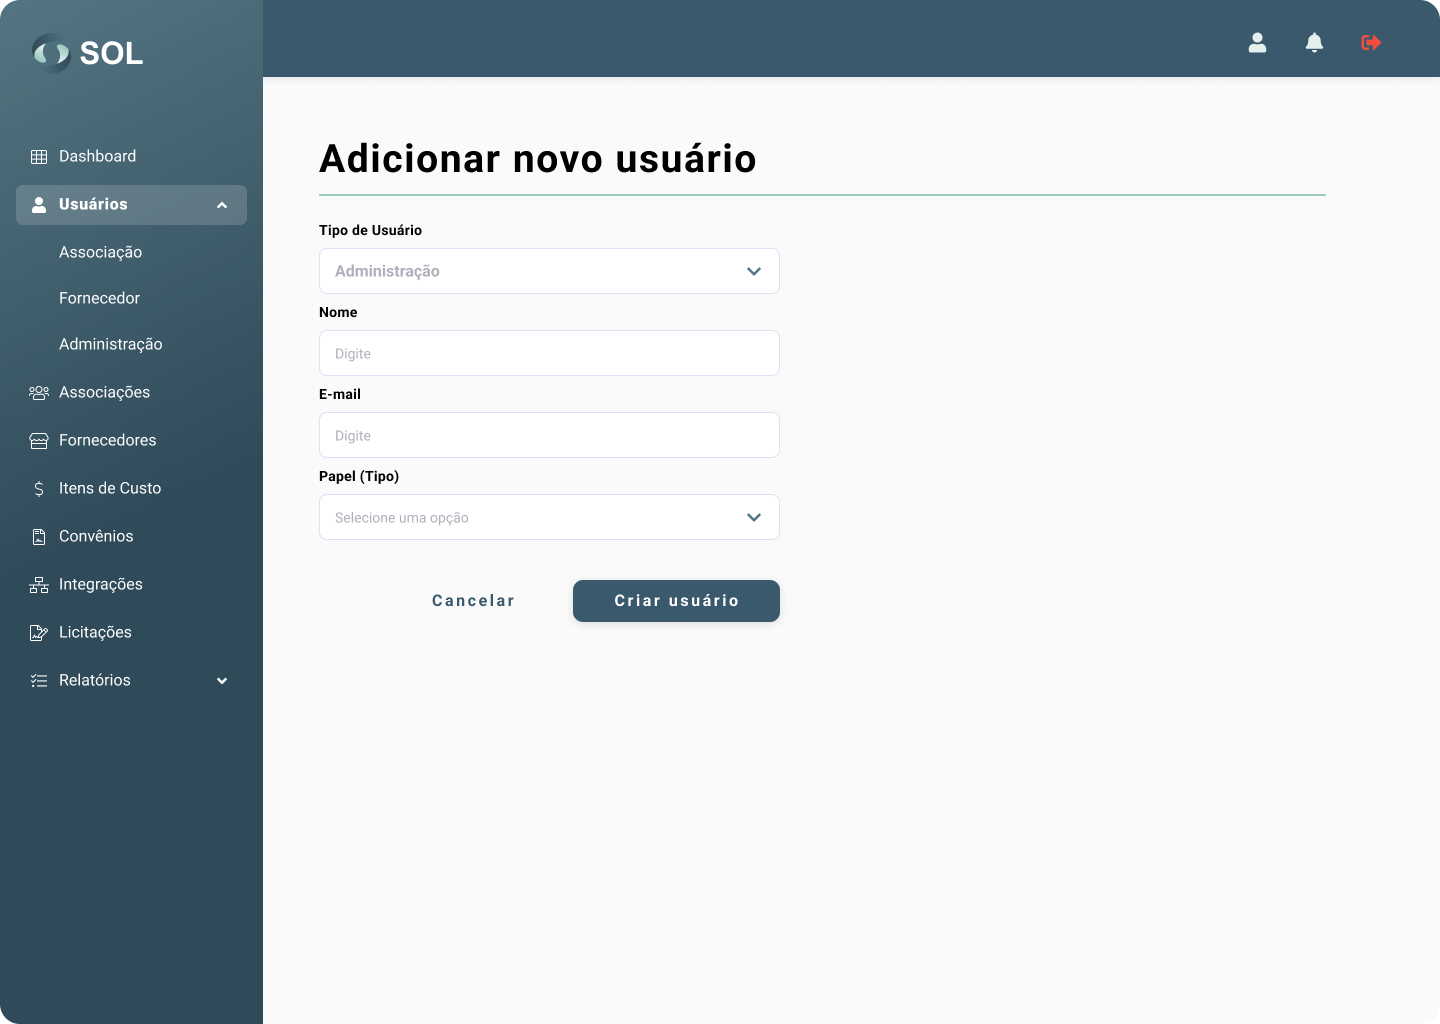 SOL
Dashboard
Usuários
Associação
Fornecedor
Administração
Associações
Fornecedores
Itens de Custo
Convênios
Integrações
Licitações
Relatórios
Adicionar novo usuário
Tipo de Usuário
Administração
Nome
Digite
E-mail
Digite
Papel (Tipo)
Selecione uma opção
Cancelar
Criar usuário